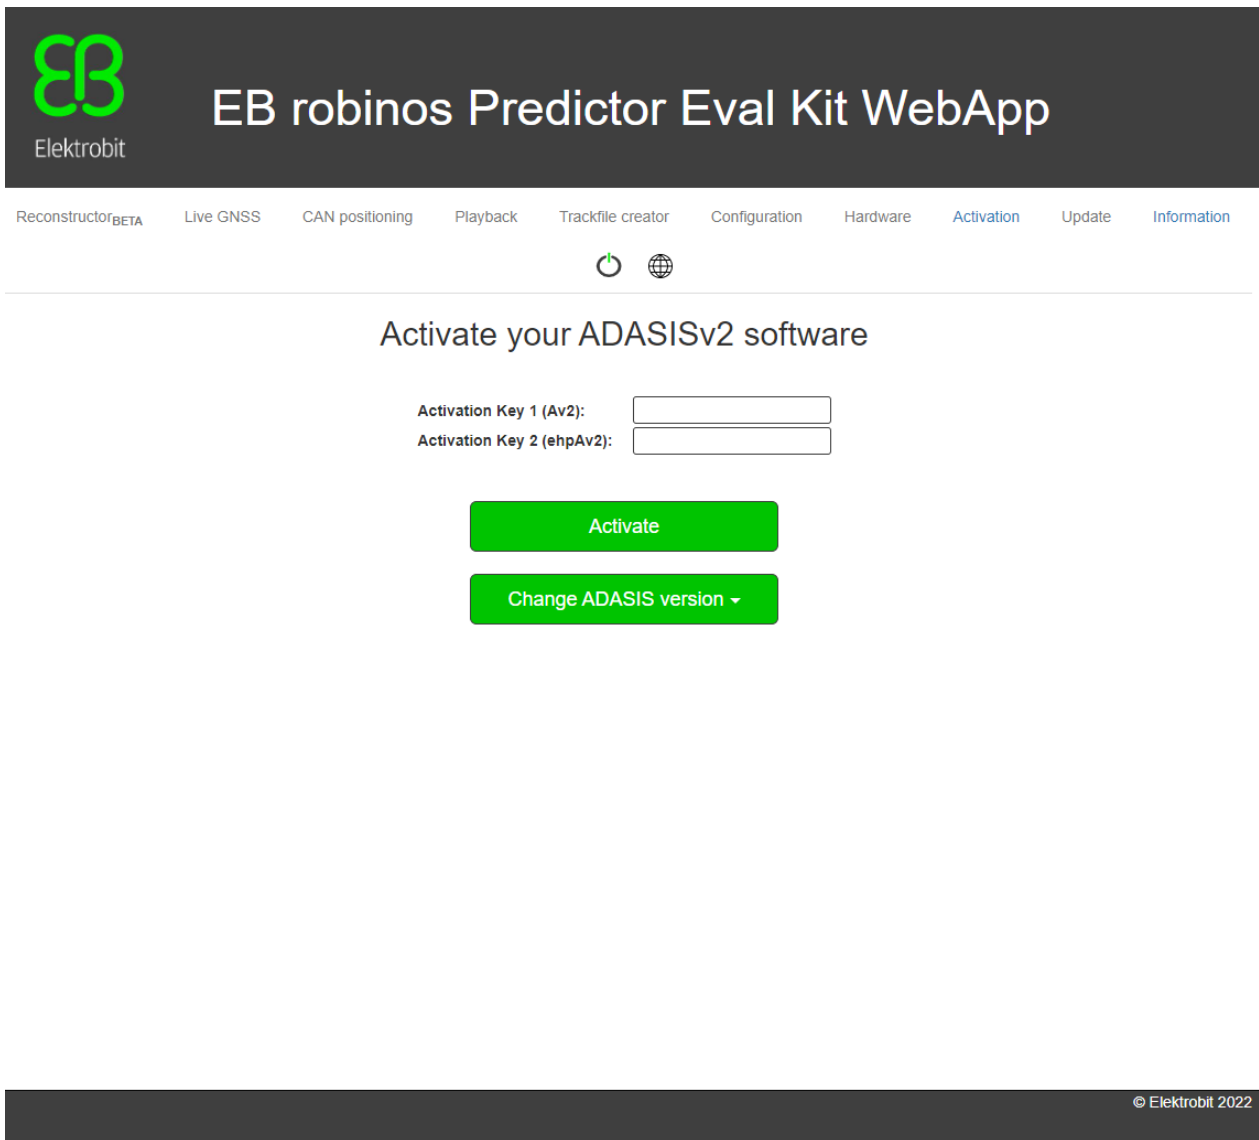 EB
Elektrobit
EB robinos Predictor Eval Kit WebApp
ReconstructorBETA Live GNSS CAN positioning Playback Trackfile creator Configuration Hardware Activation Update Information
Activate your ADASISv2 software
Activation Key 1 (Av2):
Activation Key 2 (ehpAv2):
Activate
Change ADASIS version
© Elektrobit 2022